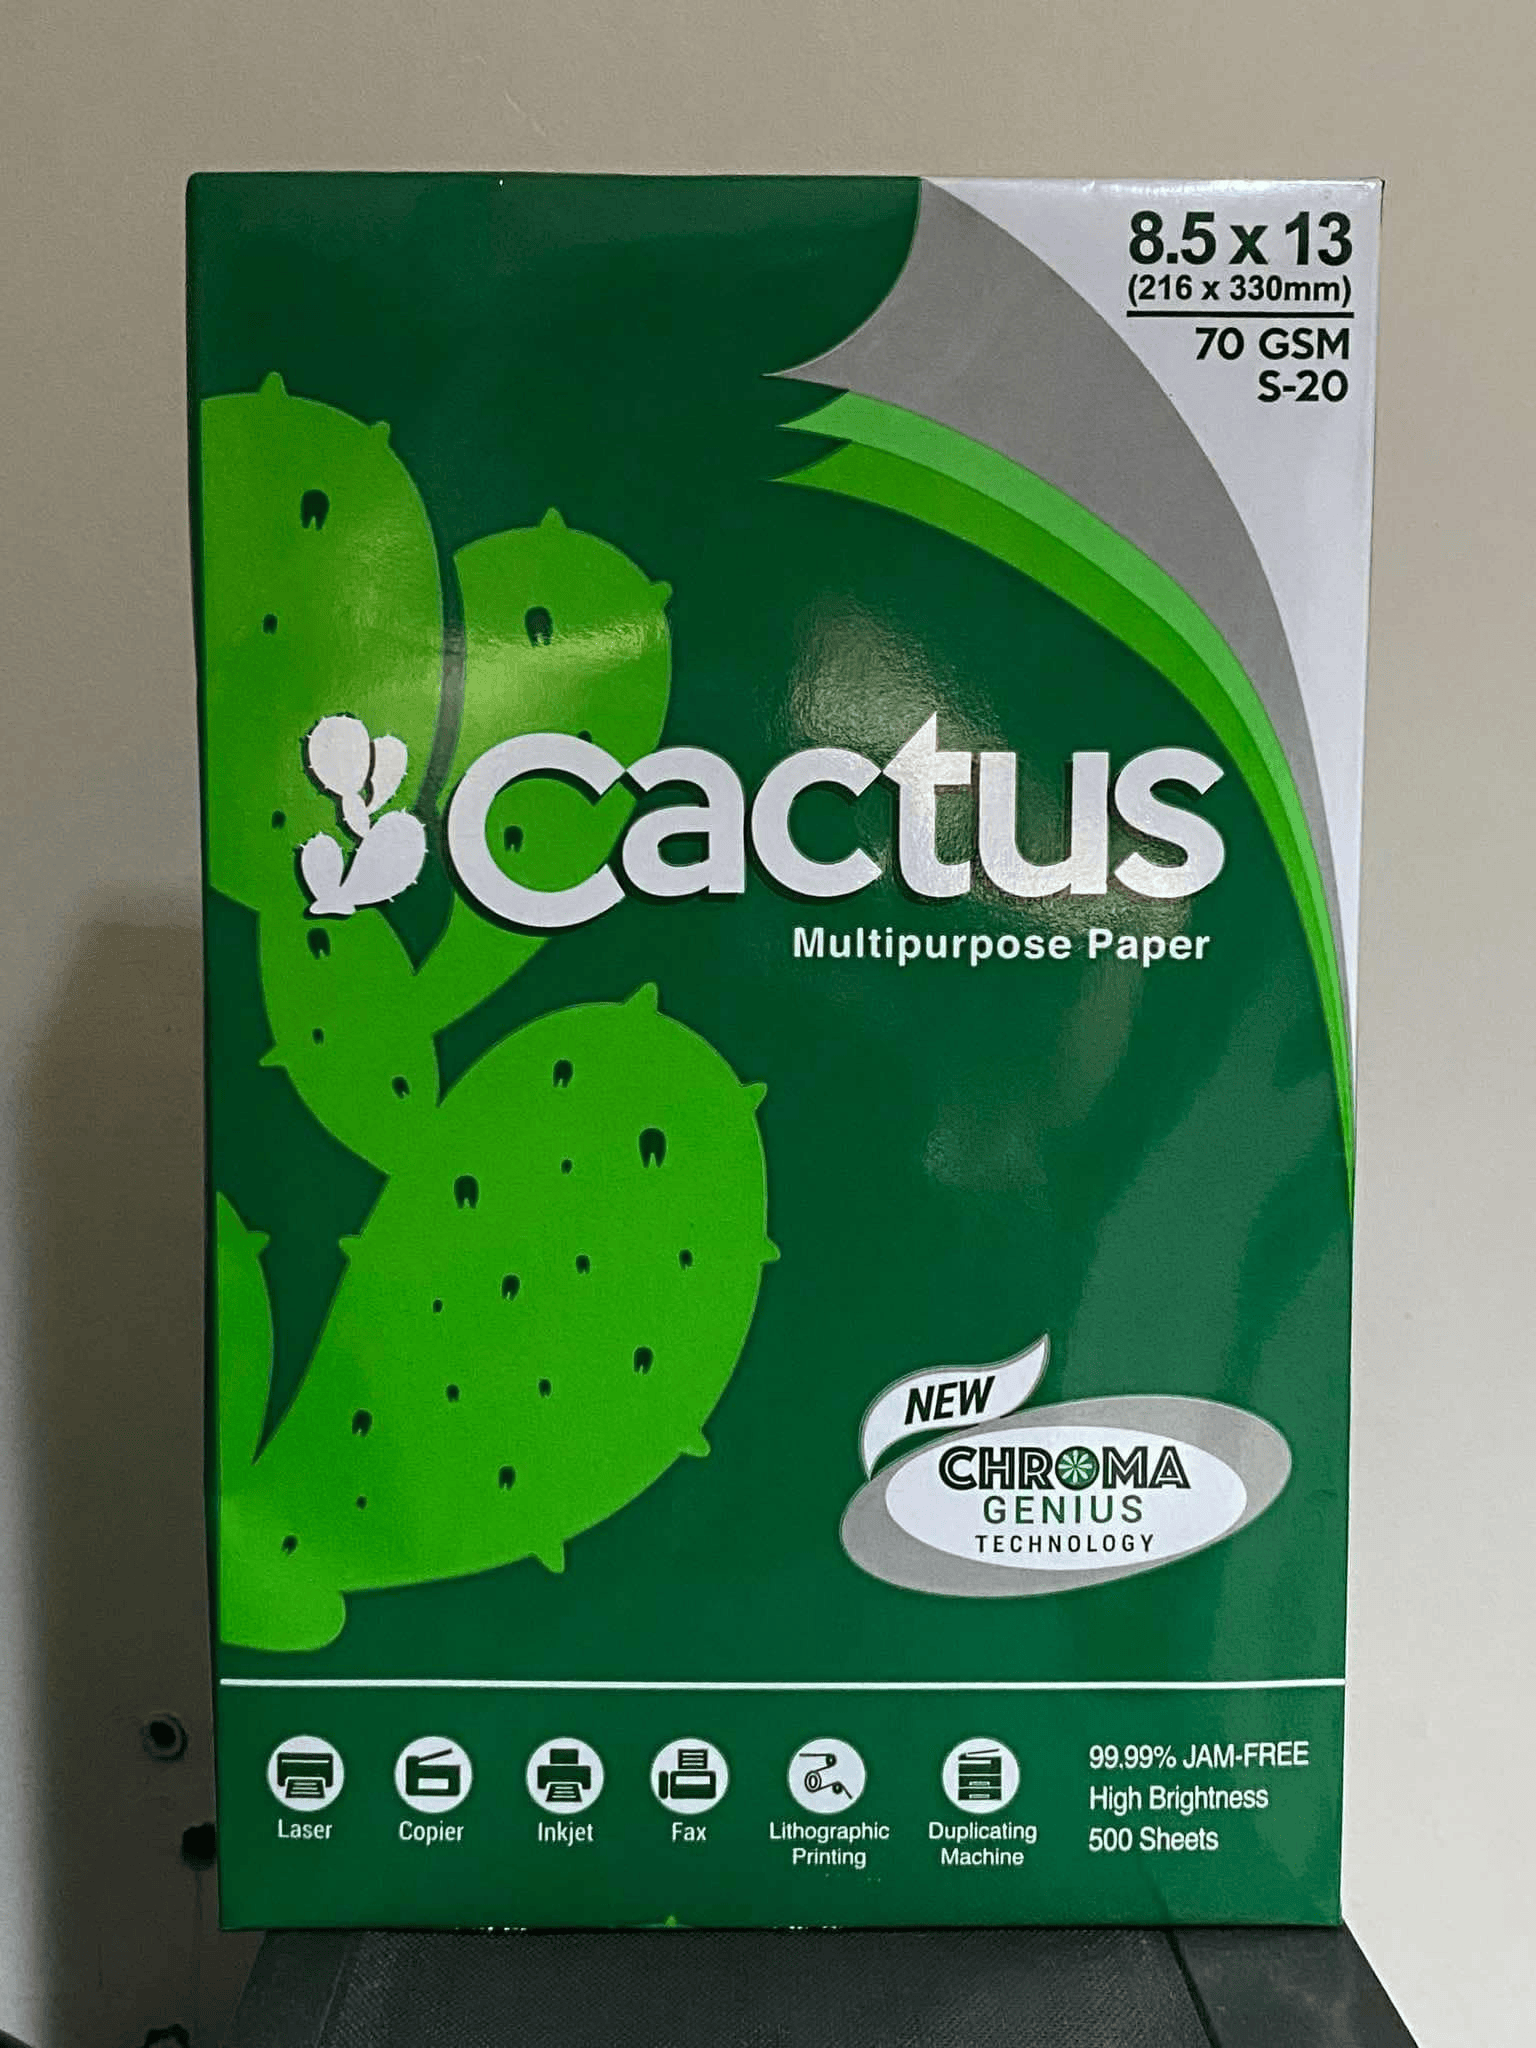 8.5 x 13
(216 x 330mm)
70 GSM
S-20
Cactus
Multipurpose Paper
NEW
CHROMA
GENIUS
TECHNOLOGY
Laser
Copier
Inkjet
Fax
Lithographic
Printing
Duplicating
Machine
99.99% JAM-FREE
High Brightness
500 Sheets